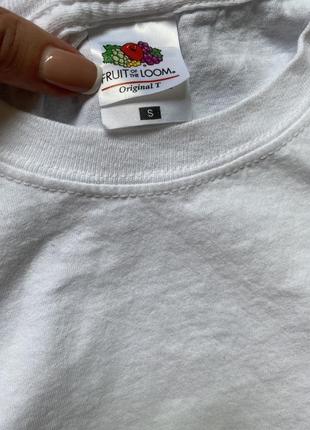 FRUIT OF THE LOOM®
Original T
S